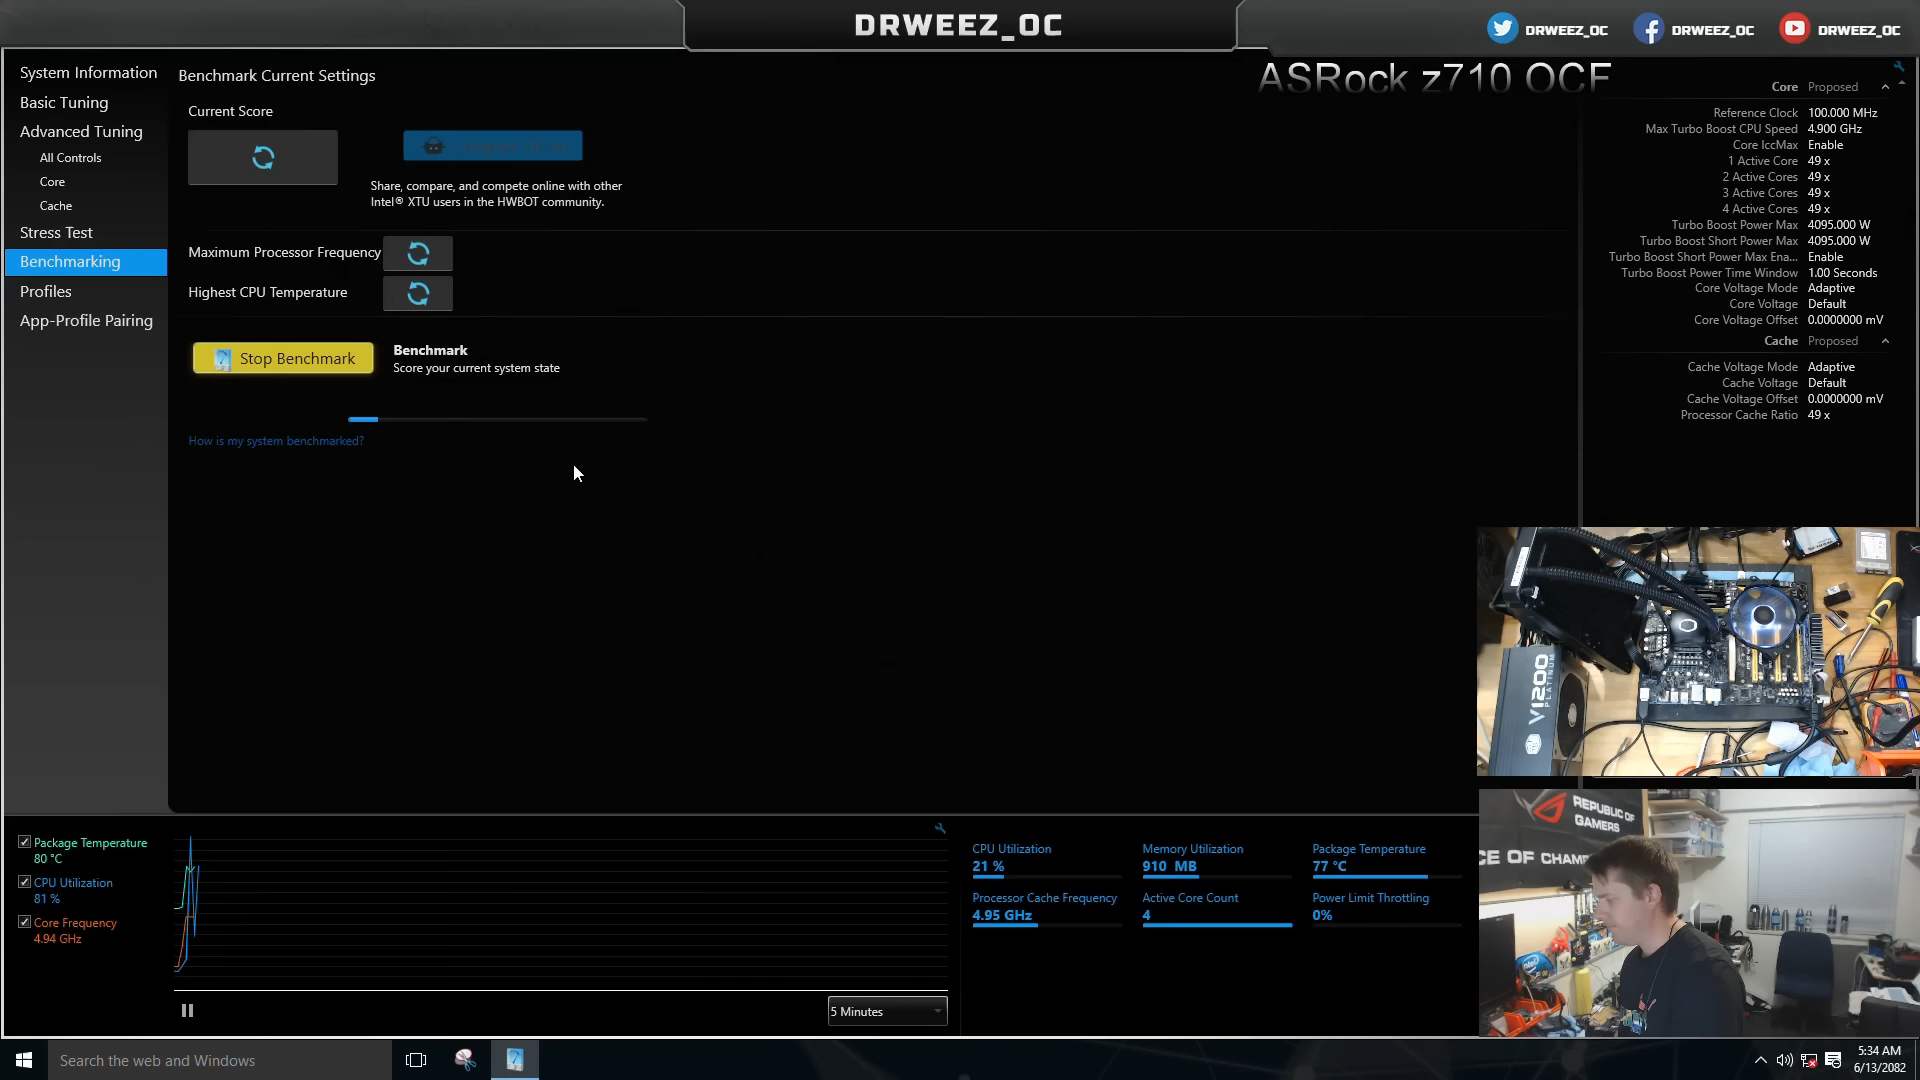 DRWEEZ_OC
DRWEEZ_OC
DRWEEZ_OC
DRWEEZ_OC
ASRock z710 OCF
System Information
Basic Tuning
Advanced Tuning
All Controls
Core
Cache
Stress Test
Benchmarking
Profiles
App-Profile Pairing
Benchmark Current Settings
Current Score
Share, compare, and compete online with other
Intel® XTU users in the HWBOT community.
Maximum Processor Frequency
Highest CPU Temperature
Stop Benchmark
Benchmark
Score your current system state
How is my system benchmarked?
Core Proposed
Reference Clock 100.000 MHz
Max Turbo Boost CPU Speed 4.900 GHz
Core IccMax Enable
1 Active Core 49 x
2 Active Cores 49 x
3 Active Cores 49 x
4 Active Cores 49 x
Turbo Boost Power Max 4095.000 W
Turbo Boost Short Power Max 4095.000 W
Turbo Boost Short Power Max Ena... Enable
Turbo Boost Power Time Window 1.00 Seconds
Core Voltage Mode Adaptive
Core Voltage Default
Core Voltage Offset 0.0000000 mV
Cache Proposed
Cache Voltage Mode Adaptive
Cache Voltage Default
Cache Voltage Offset 0.0000000 mV
Processor Cache Ratio 49 x
V1200
PLATINUM
REPUBLIC OF
GAMERS
CE OF CHAMP
intel
Package Temperature
80 °C
CPU Utilization
81 %
Core Frequency
4.94 GHz
5 Minutes
CPU Utilization
21 %
Memory Utilization
910 MB
Package Temperature
77 °C
Processor Cache Frequency
4.95 GHz
Active Core Count
4
Power Limit Throttling
0%
Search the web and Windows
5:34 AM
6/13/2082